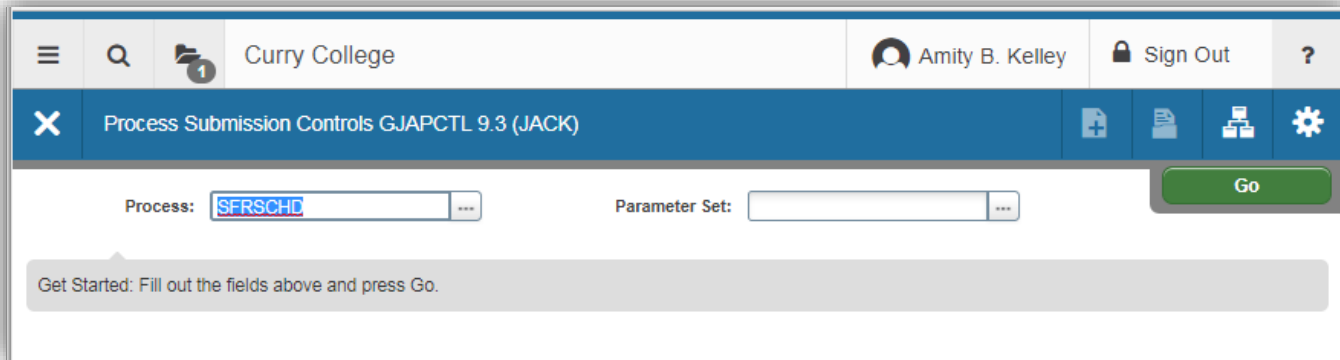 Curry College
Amity B. Kelley
Sign Out
?
1
Process Submission Controls GJAPCTL 9.3 (JACK)
Process: SFRSCHD ...
Parameter Set: ...
Go
Get Started: Fill out the fields above and press Go.